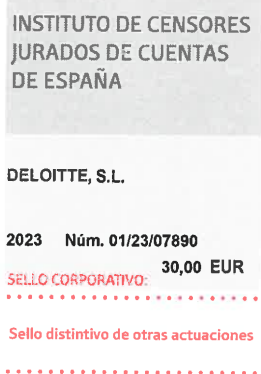 INSTITUTO DE CENSORES
JURADOS DE CUENTAS
DE ESPAÑA
DELOITTE, S.L.
2023 Núm. 01/23/07890
30,00 EUR
SELLO CORPORATIVO:
Sello distintivo de otras actuaciones